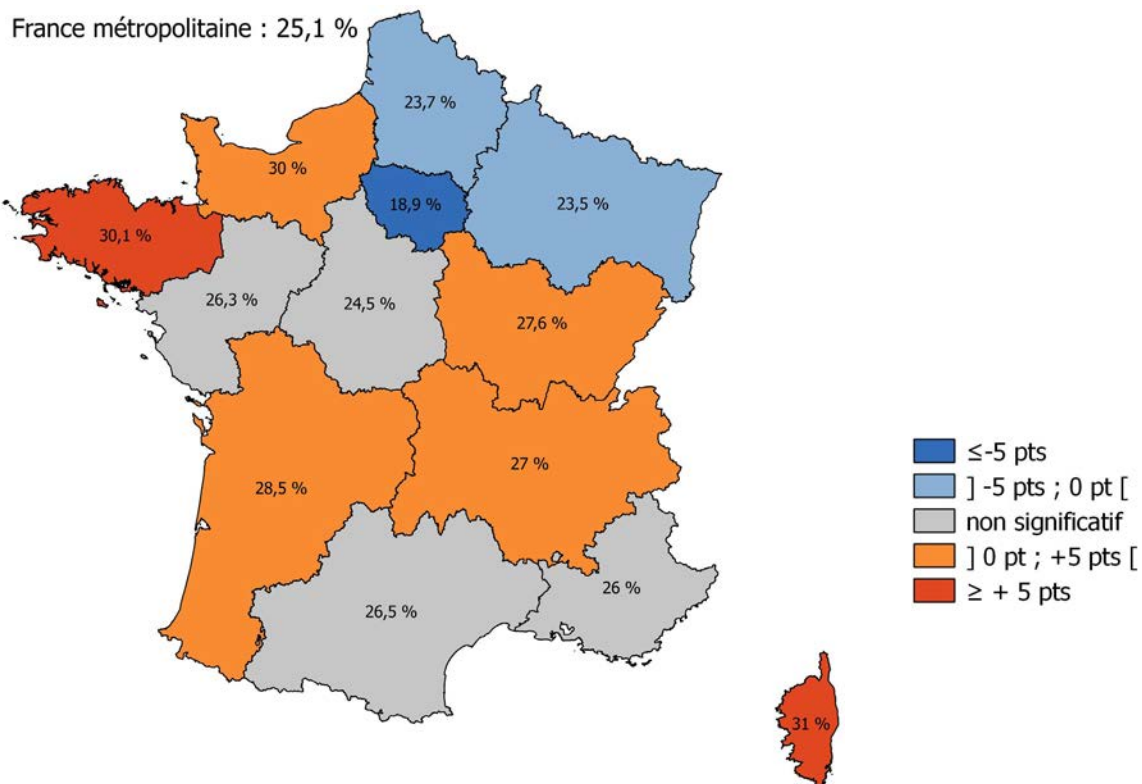 France métropolitaine : 25,1 %
23,7 %
30 %
18,9 %
23,5 %
30,1 %
26,3 %
24,5 %
27,6 %
28,5 %
27 %
26,5 %
26 %
31 %
≤-5 pts
] -5 pts ; 0 pt [
non significatif
] 0 pt ; +5 pts [
≥ + 5 pts